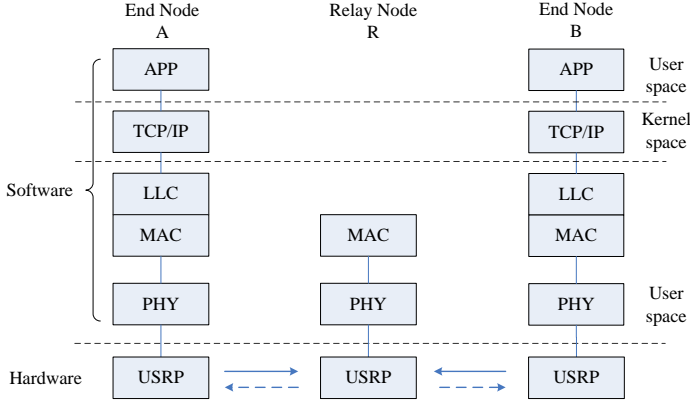 End Node Relay Node End Node
A R B
APP APP User
space
TCP/IP TCP/IP Kernel
space
Software LLC LLC
MAC MAC MAC
PHY PHY PHY User
space
Hardware USRP USRP USRP